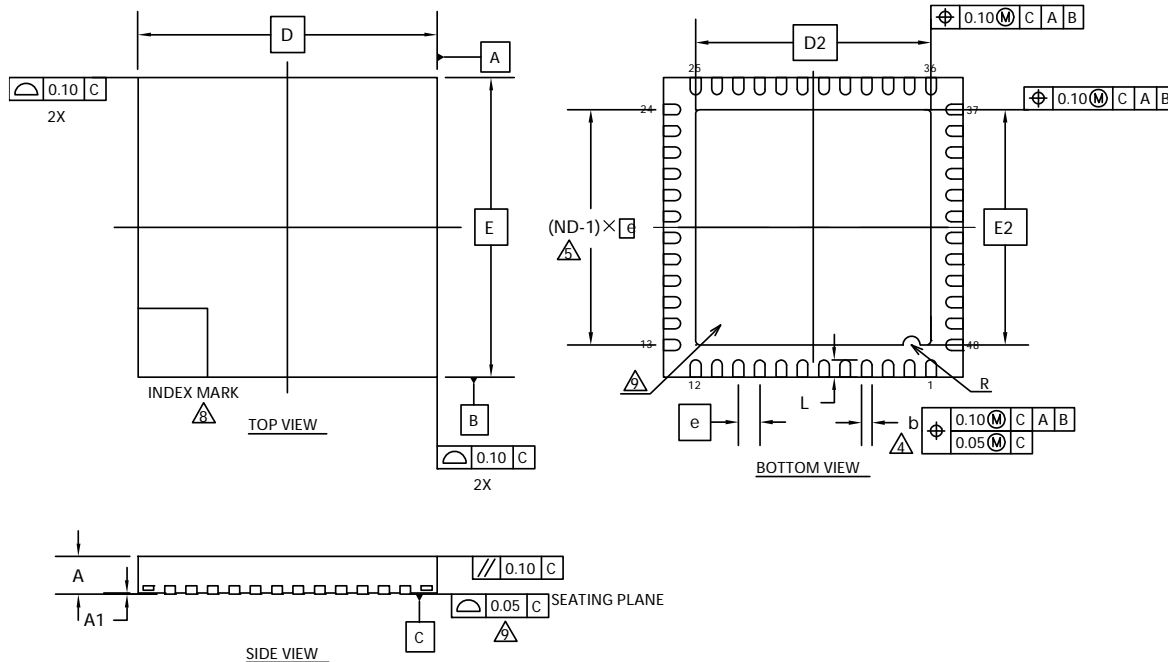 D
A
0.10 C
2X
E
INDEX MARK
8
TOP VIEW
B
0.10 C
2X
0.10 Ⓜ C A B
D2
25
36
0.10 Ⓜ C A B
24
37
(ND-1)× e
5
E2
13
48
9
12
1
R
L
e
b
4
0.10 Ⓜ C A B
0.05 Ⓜ C
BOTTOM VIEW
A
// 0.10 C
A1
0.05 C SEATING PLANE
9
C
SIDE VIEW